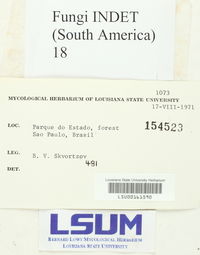 Fungi INDET
(South America)
18
1073
MYCOLOGICAL HERBARIUM OF LOUISIANA STATE UNIVERSITY
17-VIII-1971
LOC. Parque do Estado, forest 154523
Sao Paulo, Brasil
LEG. B. V. Skvortzov
DET. 491
Louisiana State University Herbarium
LSU00161590
LSUM
BERNARD LOWY MYCOLOGICAL HERBARIUM
LOUISIANA STATE UNIVERSITY